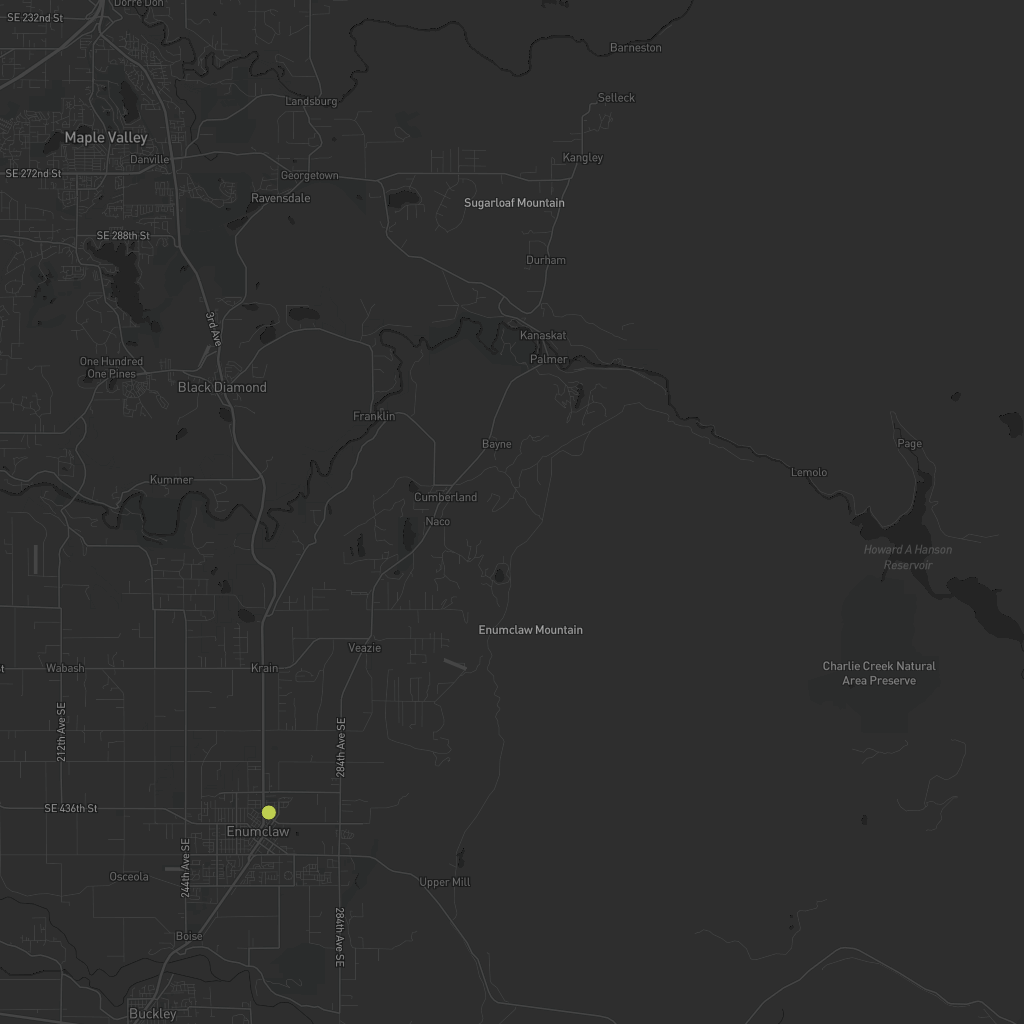 Dorre Don
SE 232nd St
Barneston
Selleck
Landsburg
Maple Valley
Danville
Kangley
SE 272nd St
Georgetown
Ravensdale
Sugarloaf Mountain
SE 288th St
Durham
3rd Ave
Kanaskat
Palmer
One Hundred
One Pines
Black Diamond
Franklin
Bayne
Page
Lemolo
Kummer
Cumberland
Naco
Howard A Hanson
Reservoir
Enumclaw Mountain
Veazie
st
Wabash
Krain
Charlie Creek Natural
Area Preserve
212th Ave SE
284th Ave SE
SE 436th St
Enumclaw
244th Ave SE
Osceola
Upper Mill
284th Ave SE
Boise
Buckley